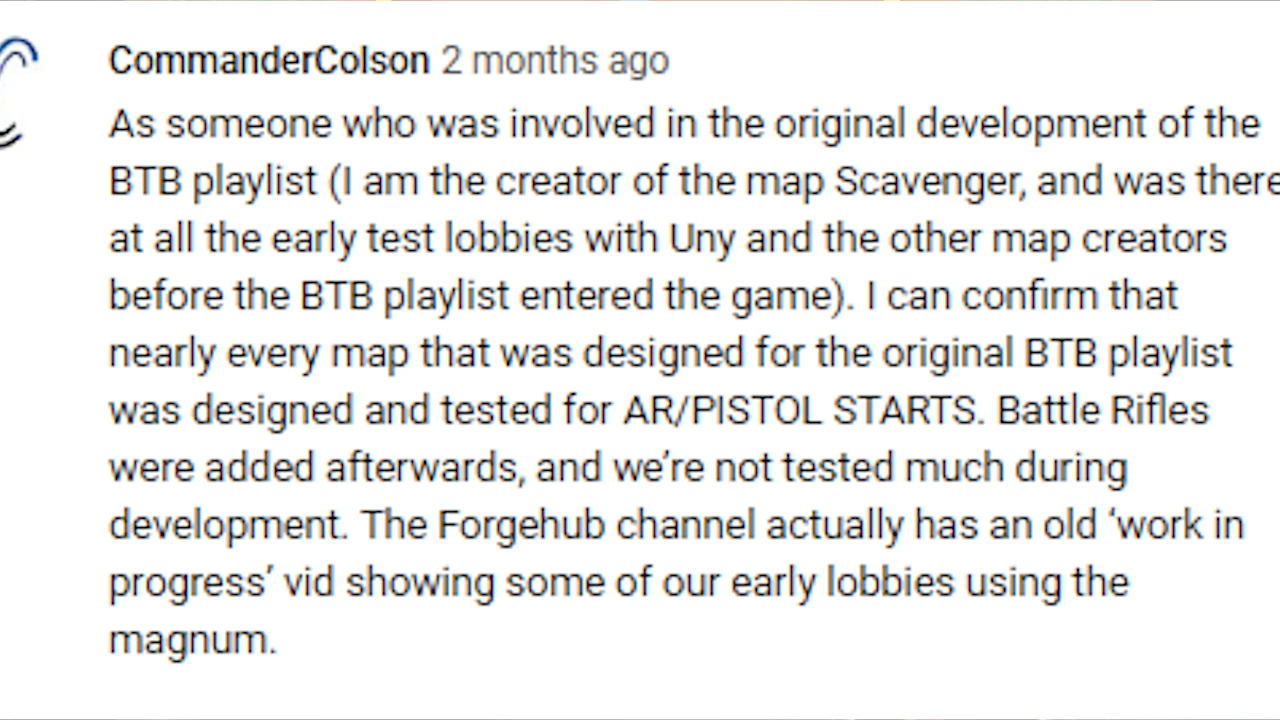 CommanderColson 2 months ago
As someone who was involved in the original development of the
BTB playlist (I am the creator of the map Scavenger, and was there
at all the early test lobbies with Uny and the other map creators
before the BTB playlist entered the game). I can confirm that
nearly every map that was designed for the original BTB playlist
was designed and tested for AR/PISTOL STARTS. Battle Rifles
were added afterwards, and we’re not tested much during
development. The Forgehub channel actually has an old ‘work in
progress’ vid showing some of our early lobbies using the
magnum.